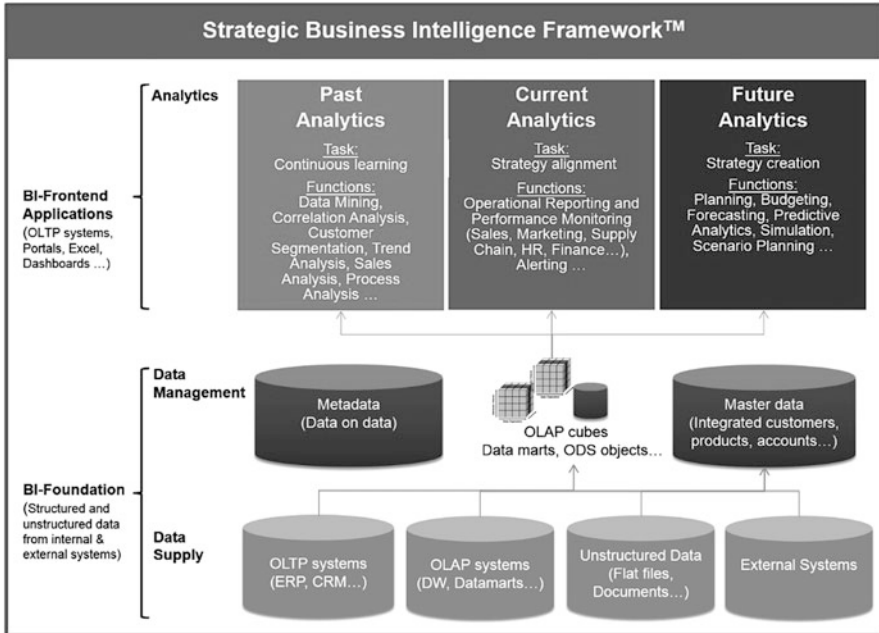 Strategic Business Intelligence Framework™
Analytics
Past
Analytics
Task:
Continuous learning
Functions:
Data Mining,
Correlation Analysis,
Customer
Segmentation, Trend
Analysis, Sales
Analysis, Process
Analysis …
Current
Analytics
Task:
Strategy alignment
Functions:
Operational Reporting and
Performance Monitoring
(Sales, Marketing, Supply
Chain, HR, Finance…),
Alerting …
Future
Analytics
Task:
Strategy creation
Functions:
Planning, Budgeting,
Forecasting, Predictive
Analytics, Simulation,
Scenario Planning …
BI-Frontend
Applications
(OLTP systems,
Portals, Excel,
Dashboards …)
Data
Management
Metadata
(Data on data)
OLAP cubes
Data marts, ODS objects…
Master data
(Integrated customers,
products, accounts…)
BI-Foundation
(Structured and
unstructured data
from internal &
external systems)
Data
Supply
OLTP systems
(ERP, CRM…)
OLAP systems
(DW, Datamarts…)
Unstructured Data
(Flat files,
Documents…)
External Systems